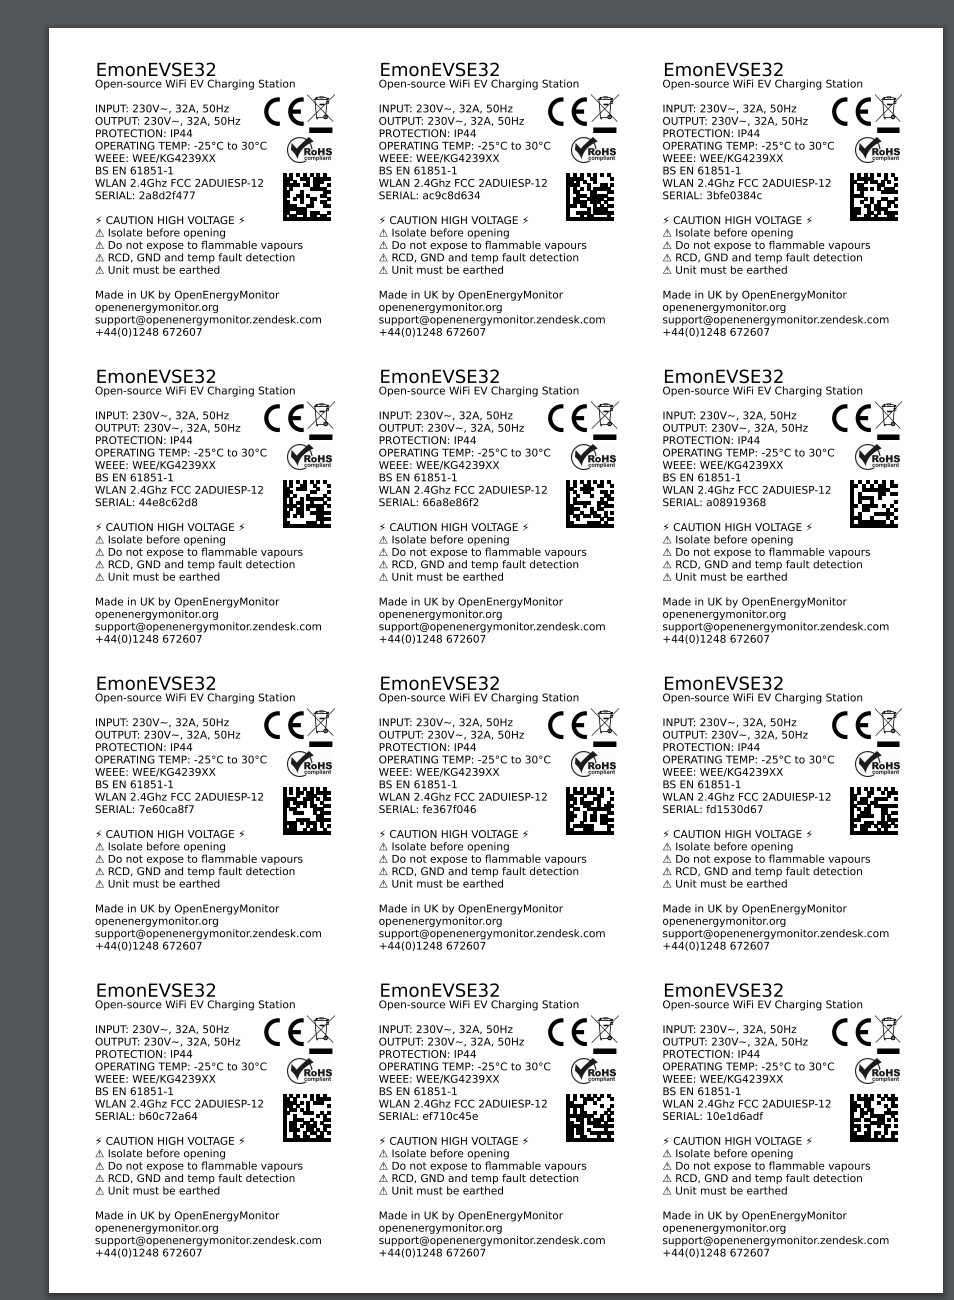 EmonEVSE32
Open-source WiFi EV Charging Station
INPUT: 230V~, 32A, 50Hz
OUTPUT: 230V~, 32A, 50Hz
PROTECTION: IP44
OPERATING TEMP: -25°C to 30°C
WEEE: WEE/KG4239XX
BS EN 61851-1
WLAN 2.4Ghz FCC 2ADUIESP-12
SERIAL: 2a8d2f477
CE
RoHS
compliant
⚡ CAUTION HIGH VOLTAGE ⚡
⚠ Isolate before opening
⚠ Do not expose to flammable vapours
⚠ RCD, GND and temp fault detection
⚠ Unit must be earthed
Made in UK by OpenEnergyMonitor
openenergymonitor.org
support@openenergymonitor.zendesk.com
+44(0)1248 672607
EmonEVSE32
Open-source WiFi EV Charging Station
INPUT: 230V~, 32A, 50Hz
OUTPUT: 230V~, 32A, 50Hz
PROTECTION: IP44
OPERATING TEMP: -25°C to 30°C
WEEE: WEE/KG4239XX
BS EN 61851-1
WLAN 2.4Ghz FCC 2ADUIESP-12
SERIAL: ac9c8d634
CE
RoHS
compliant
⚡ CAUTION HIGH VOLTAGE ⚡
⚠ Isolate before opening
⚠ Do not expose to flammable vapours
⚠ RCD, GND and temp fault detection
⚠ Unit must be earthed
Made in UK by OpenEnergyMonitor
openenergymonitor.org
support@openenergymonitor.zendesk.com
+44(0)1248 672607
EmonEVSE32
Open-source WiFi EV Charging Station
INPUT: 230V~, 32A, 50Hz
OUTPUT: 230V~, 32A, 50Hz
PROTECTION: IP44
OPERATING TEMP: -25°C to 30°C
WEEE: WEE/KG4239XX
BS EN 61851-1
WLAN 2.4Ghz FCC 2ADUIESP-12
SERIAL: 3bfe0384c
CE
RoHS
compliant
⚡ CAUTION HIGH VOLTAGE ⚡
⚠ Isolate before opening
⚠ Do not expose to flammable vapours
⚠ RCD, GND and temp fault detection
⚠ Unit must be earthed
Made in UK by OpenEnergyMonitor
openenergymonitor.org
support@openenergymonitor.zendesk.com
+44(0)1248 672607
EmonEVSE32
Open-source WiFi EV Charging Station
INPUT: 230V~, 32A, 50Hz
OUTPUT: 230V~, 32A, 50Hz
PROTECTION: IP44
OPERATING TEMP: -25°C to 30°C
WEEE: WEE/KG4239XX
BS EN 61851-1
WLAN 2.4Ghz FCC 2ADUIESP-12
SERIAL: 44e8c62d8
CE
RoHS
compliant
⚡ CAUTION HIGH VOLTAGE ⚡
⚠ Isolate before opening
⚠ Do not expose to flammable vapours
⚠ RCD, GND and temp fault detection
⚠ Unit must be earthed
Made in UK by OpenEnergyMonitor
openenergymonitor.org
support@openenergymonitor.zendesk.com
+44(0)1248 672607
EmonEVSE32
Open-source WiFi EV Charging Station
INPUT: 230V~, 32A, 50Hz
OUTPUT: 230V~, 32A, 50Hz
PROTECTION: IP44
OPERATING TEMP: -25°C to 30°C
WEEE: WEE/KG4239XX
BS EN 61851-1
WLAN 2.4Ghz FCC 2ADUIESP-12
SERIAL: 66a8e86f2
CE
RoHS
compliant
⚡ CAUTION HIGH VOLTAGE ⚡
⚠ Isolate before opening
⚠ Do not expose to flammable vapours
⚠ RCD, GND and temp fault detection
⚠ Unit must be earthed
Made in UK by OpenEnergyMonitor
openenergymonitor.org
support@openenergymonitor.zendesk.com
+44(0)1248 672607
EmonEVSE32
Open-source WiFi EV Charging Station
INPUT: 230V~, 32A, 50Hz
OUTPUT: 230V~, 32A, 50Hz
PROTECTION: IP44
OPERATING TEMP: -25°C to 30°C
WEEE: WEE/KG4239XX
BS EN 61851-1
WLAN 2.4Ghz FCC 2ADUIESP-12
SERIAL: a08919368
CE
RoHS
compliant
⚡ CAUTION HIGH VOLTAGE ⚡
⚠ Isolate before opening
⚠ Do not expose to flammable vapours
⚠ RCD, GND and temp fault detection
⚠ Unit must be earthed
Made in UK by OpenEnergyMonitor
openenergymonitor.org
support@openenergymonitor.zendesk.com
+44(0)1248 672607
EmonEVSE32
Open-source WiFi EV Charging Station
INPUT: 230V~, 32A, 50Hz
OUTPUT: 230V~, 32A, 50Hz
PROTECTION: IP44
OPERATING TEMP: -25°C to 30°C
WEEE: WEE/KG4239XX
BS EN 61851-1
WLAN 2.4Ghz FCC 2ADUIESP-12
SERIAL: 7e60ca8f7
CE
RoHS
compliant
⚡ CAUTION HIGH VOLTAGE ⚡
⚠ Isolate before opening
⚠ Do not expose to flammable vapours
⚠ RCD, GND and temp fault detection
⚠ Unit must be earthed
Made in UK by OpenEnergyMonitor
openenergymonitor.org
support@openenergymonitor.zendesk.com
+44(0)1248 672607
EmonEVSE32
Open-source WiFi EV Charging Station
INPUT: 230V~, 32A, 50Hz
OUTPUT: 230V~, 32A, 50Hz
PROTECTION: IP44
OPERATING TEMP: -25°C to 30°C
WEEE: WEE/KG4239XX
BS EN 61851-1
WLAN 2.4Ghz FCC 2ADUIESP-12
SERIAL: fe367f046
CE
RoHS
compliant
⚡ CAUTION HIGH VOLTAGE ⚡
⚠ Isolate before opening
⚠ Do not expose to flammable vapours
⚠ RCD, GND and temp fault detection
⚠ Unit must be earthed
Made in UK by OpenEnergyMonitor
openenergymonitor.org
support@openenergymonitor.zendesk.com
+44(0)1248 672607
EmonEVSE32
Open-source WiFi EV Charging Station
INPUT: 230V~, 32A, 50Hz
OUTPUT: 230V~, 32A, 50Hz
PROTECTION: IP44
OPERATING TEMP: -25°C to 30°C
WEEE: WEE/KG4239XX
BS EN 61851-1
WLAN 2.4Ghz FCC 2ADUIESP-12
SERIAL: fd1530d67
CE
RoHS
compliant
⚡ CAUTION HIGH VOLTAGE ⚡
⚠ Isolate before opening
⚠ Do not expose to flammable vapours
⚠ RCD, GND and temp fault detection
⚠ Unit must be earthed
Made in UK by OpenEnergyMonitor
openenergymonitor.org
support@openenergymonitor.zendesk.com
+44(0)1248 672607
EmonEVSE32
Open-source WiFi EV Charging Station
INPUT: 230V~, 32A, 50Hz
OUTPUT: 230V~, 32A, 50Hz
PROTECTION: IP44
OPERATING TEMP: -25°C to 30°C
WEEE: WEE/KG4239XX
BS EN 61851-1
WLAN 2.4Ghz FCC 2ADUIESP-12
SERIAL: b60c72a64
CE
RoHS
compliant
⚡ CAUTION HIGH VOLTAGE ⚡
⚠ Isolate before opening
⚠ Do not expose to flammable vapours
⚠ RCD, GND and temp fault detection
⚠ Unit must be earthed
Made in UK by OpenEnergyMonitor
openenergymonitor.org
support@openenergymonitor.zendesk.com
+44(0)1248 672607
EmonEVSE32
Open-source WiFi EV Charging Station
INPUT: 230V~, 32A, 50Hz
OUTPUT: 230V~, 32A, 50Hz
PROTECTION: IP44
OPERATING TEMP: -25°C to 30°C
WEEE: WEE/KG4239XX
BS EN 61851-1
WLAN 2.4Ghz FCC 2ADUIESP-12
SERIAL: ef710c45e
CE
RoHS
compliant
⚡ CAUTION HIGH VOLTAGE ⚡
⚠ Isolate before opening
⚠ Do not expose to flammable vapours
⚠ RCD, GND and temp fault detection
⚠ Unit must be earthed
Made in UK by OpenEnergyMonitor
openenergymonitor.org
support@openenergymonitor.zendesk.com
+44(0)1248 672607
EmonEVSE32
Open-source WiFi EV Charging Station
INPUT: 230V~, 32A, 50Hz
OUTPUT: 230V~, 32A, 50Hz
PROTECTION: IP44
OPERATING TEMP: -25°C to 30°C
WEEE: WEE/KG4239XX
BS EN 61851-1
WLAN 2.4Ghz FCC 2ADUIESP-12
SERIAL: 10e1d6adf
CE
RoHS
compliant
⚡ CAUTION HIGH VOLTAGE ⚡
⚠ Isolate before opening
⚠ Do not expose to flammable vapours
⚠ RCD, GND and temp fault detection
⚠ Unit must be earthed
Made in UK by OpenEnergyMonitor
openenergymonitor.org
support@openenergymonitor.zendesk.com
+44(0)1248 672607